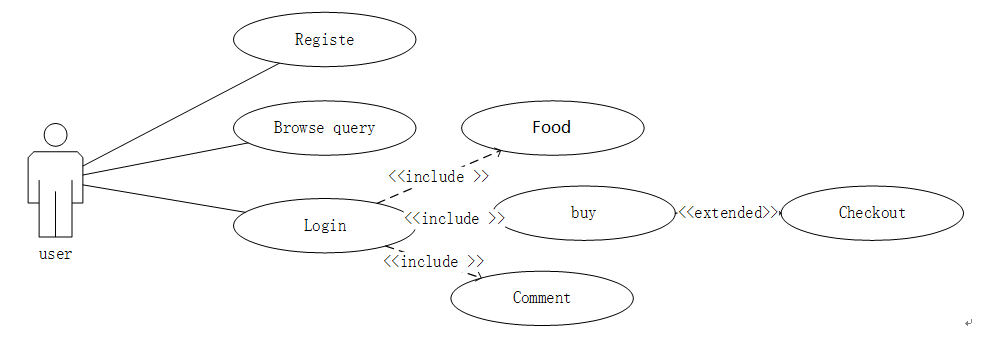 Registe
Browse query
Food
<<include >>
user
Login
<<include >>
buy
<<extended>>
Checkout
<<include >>
Comment